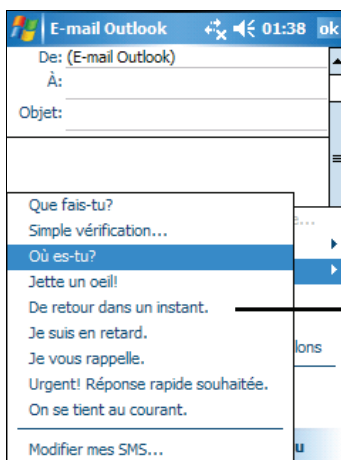 E-mail Outlook 01:38 ok
De: (E-mail Outlook)
À:
Objet:
Que fais-tu?
Simple vérification...
Où es-tu?
Jette un oeil!
De retour dans un instant.
Je suis en retard.
Je vous rappelle.
Urgent! Réponse rapide souhaitée.
On se tient au courant.
Modifier mes SMS...